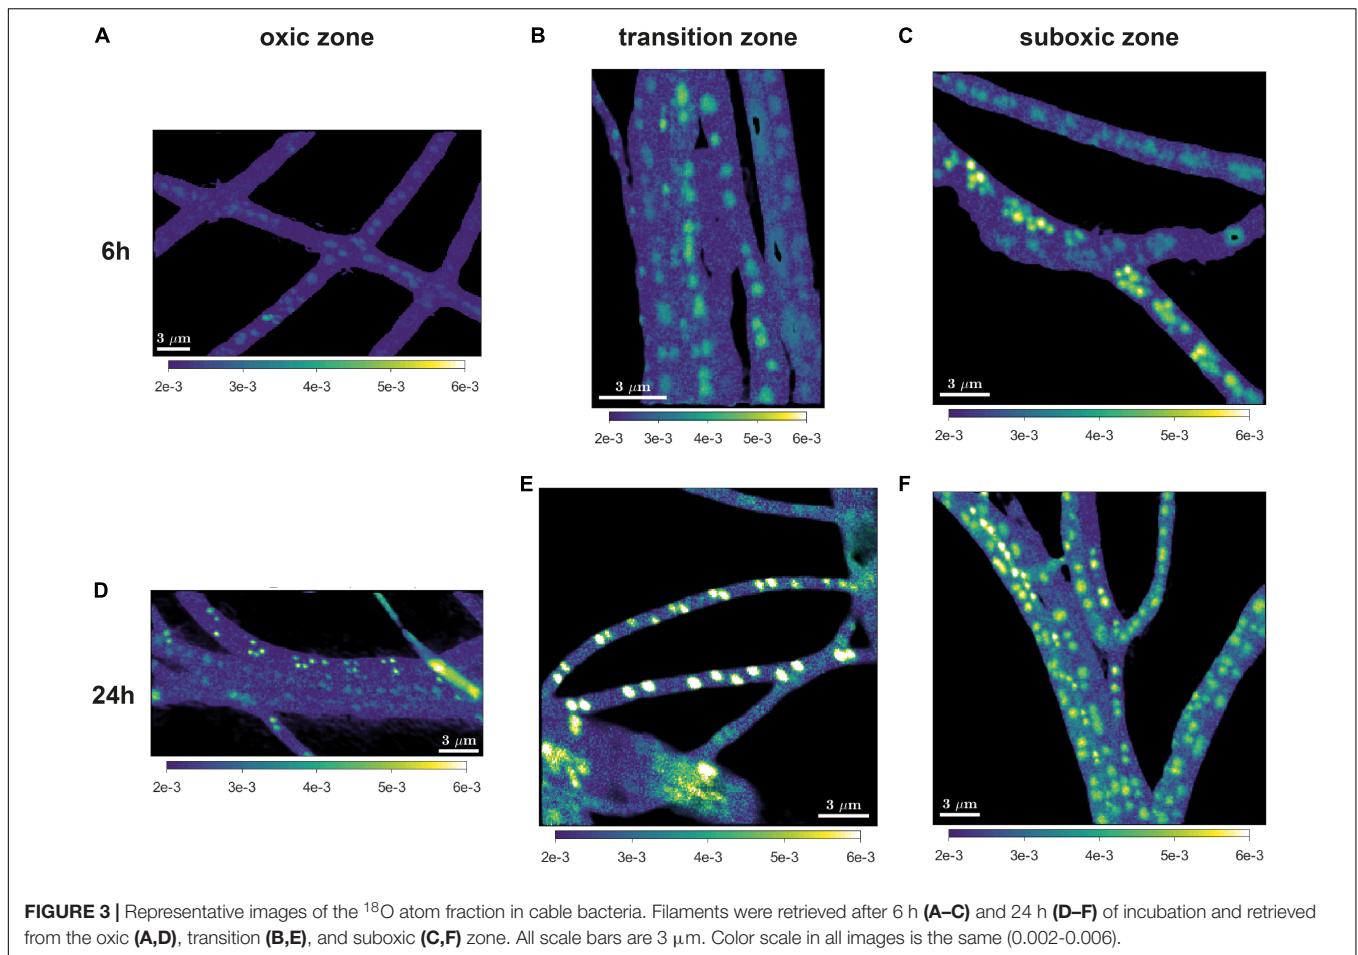 A oxic zone B transition zone C suboxic zone
6h
3 μm
2e-3 3e-3 4e-3 5e-3 6e-3
3 μm
2e-3 3e-3 4e-3 5e-3 6e-3
3 μm
2e-3 3e-3 4e-3 5e-3 6e-3
D E F
24h
3 μm
2e-3 3e-3 4e-3 5e-3 6e-3
3 μm
2e-3 3e-3 4e-3 5e-3 6e-3
3 μm
2e-3 3e-3 4e-3 5e-3 6e-3
FIGURE 3 | Representative images of the ¹⁸O atom fraction in cable bacteria. Filaments were retrieved after 6 h (A–C) and 24 h (D–F) of incubation and retrieved
from the oxic (A,D), transition (B,E), and suboxic (C,F) zone. All scale bars are 3 μm. Color scale in all images is the same (0.002-0.006).